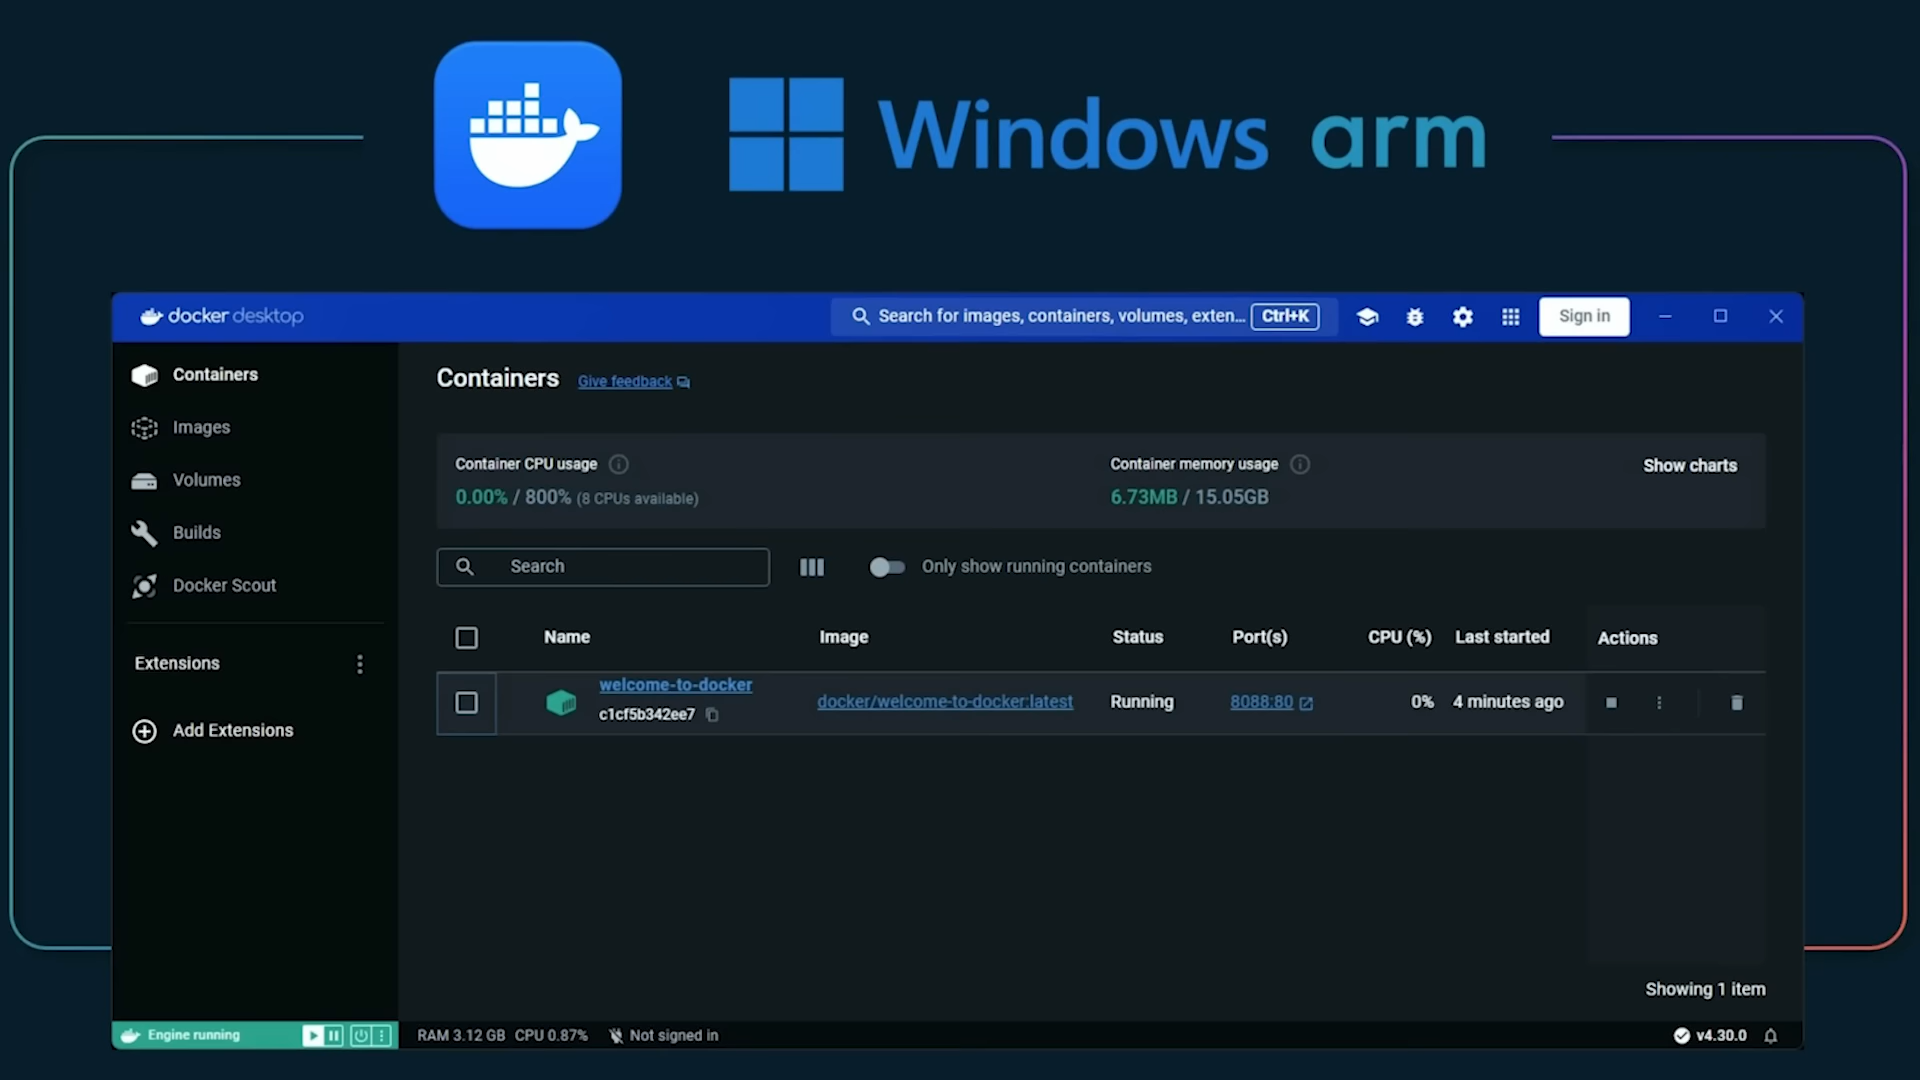 Windows arm
docker desktop
Search for images, containers, volumes, exten... Ctrl+K
Sign in
Containers
Images
Volumes
Builds
Docker Scout
Extensions
Add Extensions
Containers Give feedback
Container CPU usage
0.00% / 800% (8 CPUs available)
Container memory usage
6.73MB / 15.05GB
Show charts
Search
Only show running containers
Name Image Status Port(s) CPU (%) Last started Actions
welcome-to-docker
c1cf5b342ee7
docker/welcome-to-docker:latest
Running
8088:80
0%
4 minutes ago
Showing 1 item
Engine running
RAM 3.12 GB CPU 0.87% Not signed in
v4.30.0